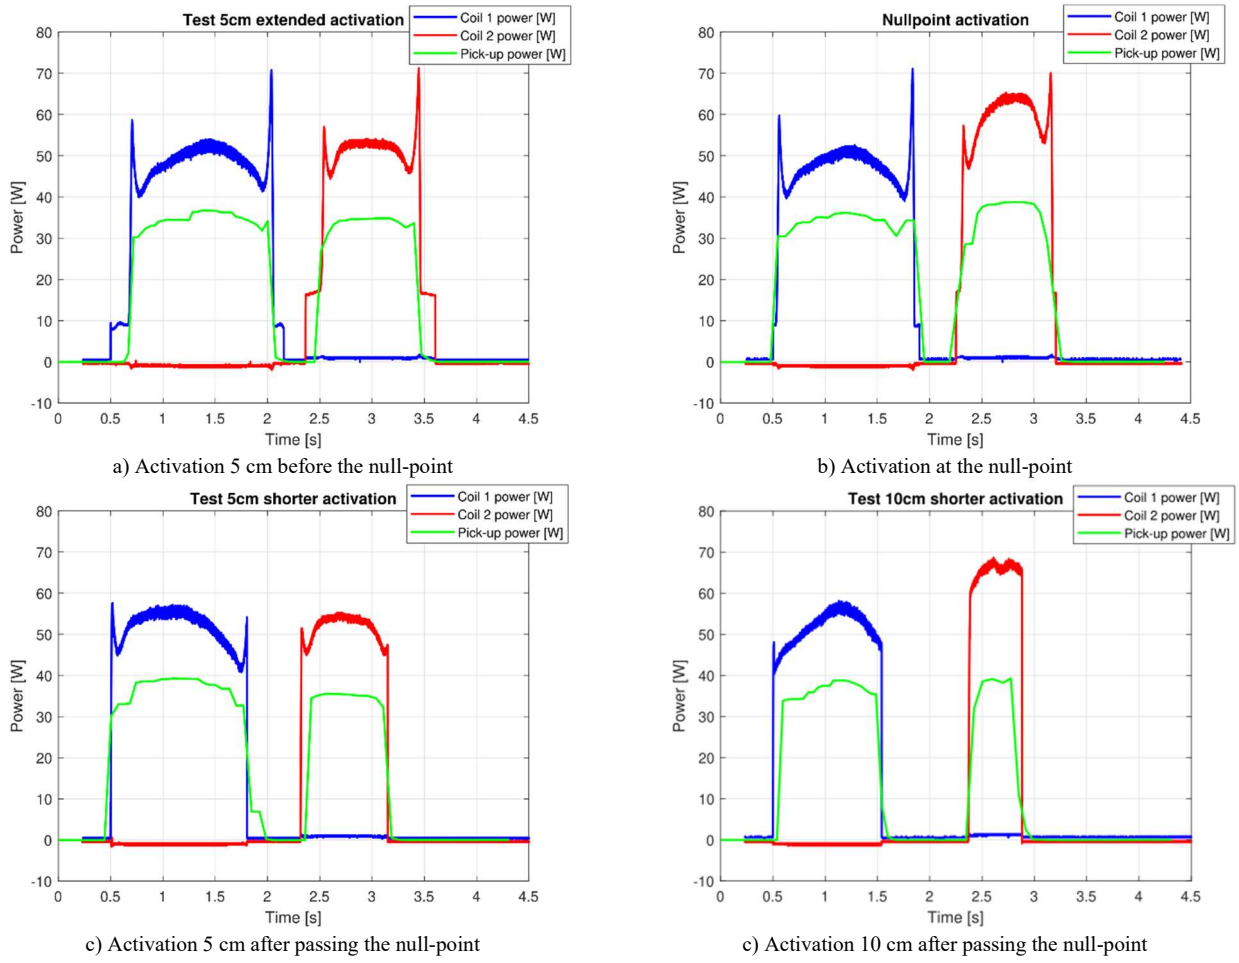 Test 5cm extended activation
Coil 1 power [W]
Coil 2 power [W]
Pick-up power [W]
80
70
60
50
40
30
20
10
0
-10
Power [W]
0 0.5 1 1.5 2 2.5 3 3.5 4 4.5
Time [s]
a) Activation 5 cm before the null-point
Nullpoint activation
Coil 1 power [W]
Coil 2 power [W]
Pick-up power [W]
80
70
60
50
40
30
20
10
0
-10
Power [W]
0 0.5 1 1.5 2 2.5 3 3.5 4 4.5
Time [s]
b) Activation at the null-point
Test 5cm shorter activation
Coil 1 power [W]
Coil 2 power [W]
Pick-up power [W]
80
70
60
50
40
30
20
10
0
-10
Power [W]
0 0.5 1 1.5 2 2.5 3 3.5 4 4.5
Time [s]
c) Activation 5 cm after passing the null-point
Test 10cm shorter activation
Coil 1 power [W]
Coil 2 power [W]
Pick-up power [W]
80
70
60
50
40
30
20
10
0
-10
Power [W]
0 0.5 1 1.5 2 2.5 3 3.5 4 4.5
Time [s]
c) Activation 10 cm after passing the null-point